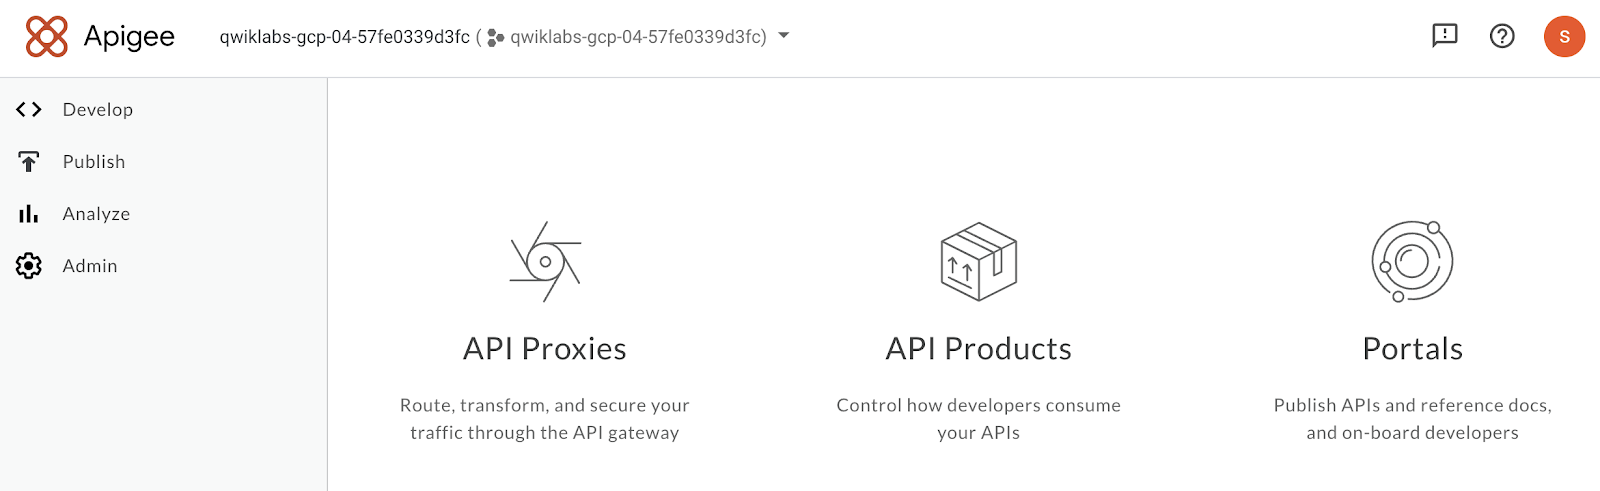 Apigee
qwiklabs-gcp-04-57fe0339d3fc ( qwiklabs-gcp-04-57fe0339d3fc)
S
Develop
Publish
Analyze
Admin
API Proxies
Route, transform, and secure your
traffic through the API gateway
API Products
Control how developers consume
your APIs
Portals
Publish APIs and reference docs,
and on-board developers